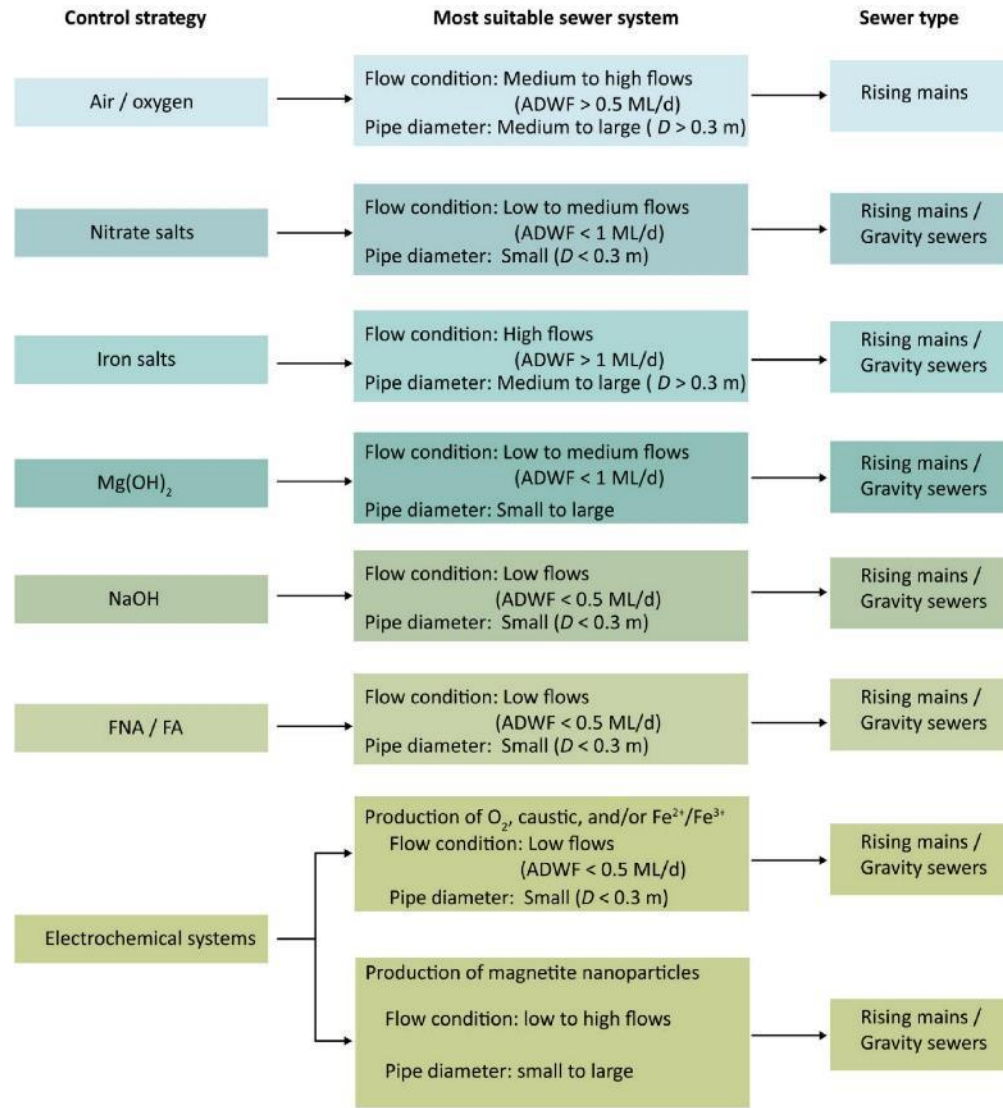 Control strategy
Most suitable sewer system
Sewer type
Air / oxygen
Flow condition: Medium to high flows
(ADWF > 0.5 ML/d)
Pipe diameter: Medium to large ( D > 0.3 m)
Rising mains
Nitrate salts
Flow condition: Low to medium flows
(ADWF < 1 ML/d)
Pipe diameter: Small (D < 0.3 m)
Rising mains /
Gravity sewers
Iron salts
Flow condition: High flows
(ADWF > 1 ML/d)
Pipe diameter: Medium to large ( D > 0.3 m)
Rising mains /
Gravity sewers
Mg(OH)₂
Flow condition: Low to medium flows
(ADWF < 1 ML/d)
Pipe diameter: Small to large
Rising mains /
Gravity sewers
NaOH
Flow condition: Low flows
(ADWF < 0.5 ML/d)
Pipe diameter: Small (D < 0.3 m)
Rising mains /
Gravity sewers
FNA / FA
Flow condition: Low flows
(ADWF < 0.5 ML/d)
Pipe diameter: Small (D < 0.3 m)
Rising mains /
Gravity sewers
Electrochemical systems
Production of O₂, caustic, and/or Fe²⁺/Fe³⁺
Flow condition: Low flows
(ADWF < 0.5 ML/d)
Pipe diameter: Small (D < 0.3 m)
Rising mains /
Gravity sewers
Production of magnetite nanoparticles
Flow condition: low to high flows
Pipe diameter: small to large
Rising mains /
Gravity sewers